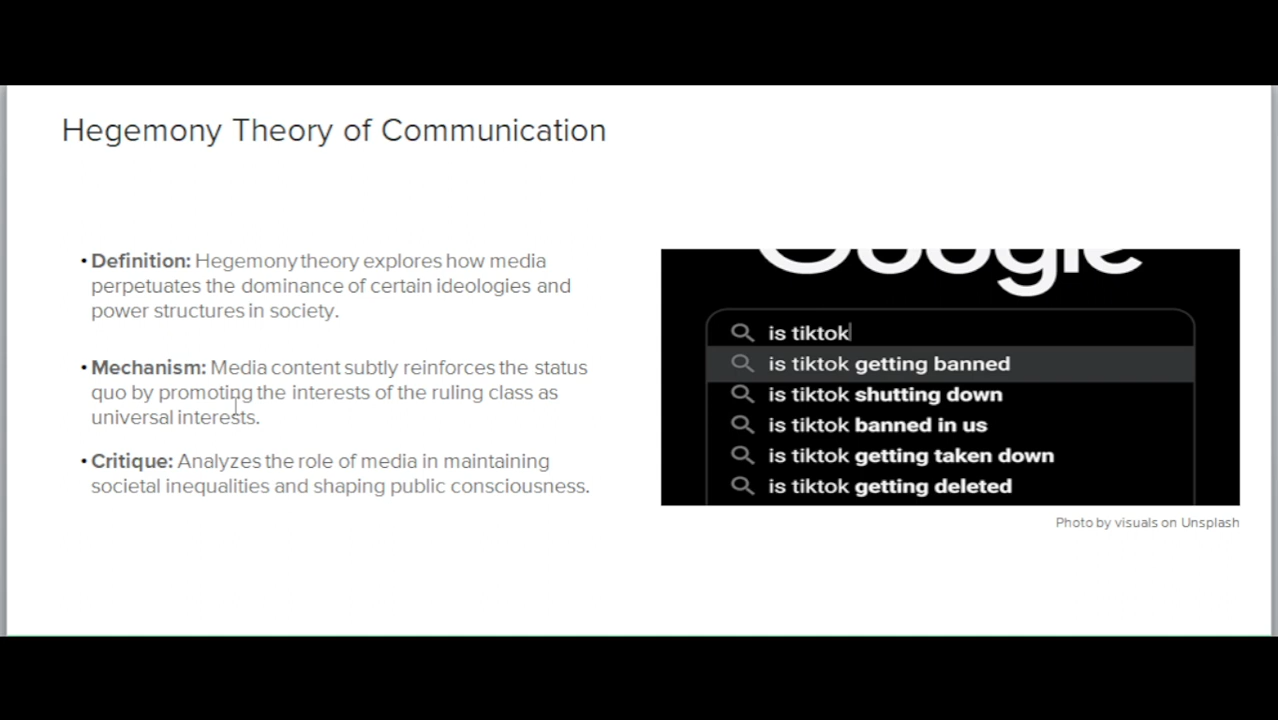 Hegemony Theory of Communication
• Definition: Hegemony theory explores how media
perpetuates the dominance of certain ideologies and
power structures in society.
• Mechanism: Media content subtly reinforces the status
quo by promoting the interests of the ruling class as
universal interests.
• Critique: Analyzes the role of media in maintaining
societal inequalities and shaping public consciousness.
Google
is tiktok
is tiktok getting banned
is tiktok shutting down
is tiktok banned in us
is tiktok getting taken down
is tiktok getting deleted
Photo by visuals on Unsplash